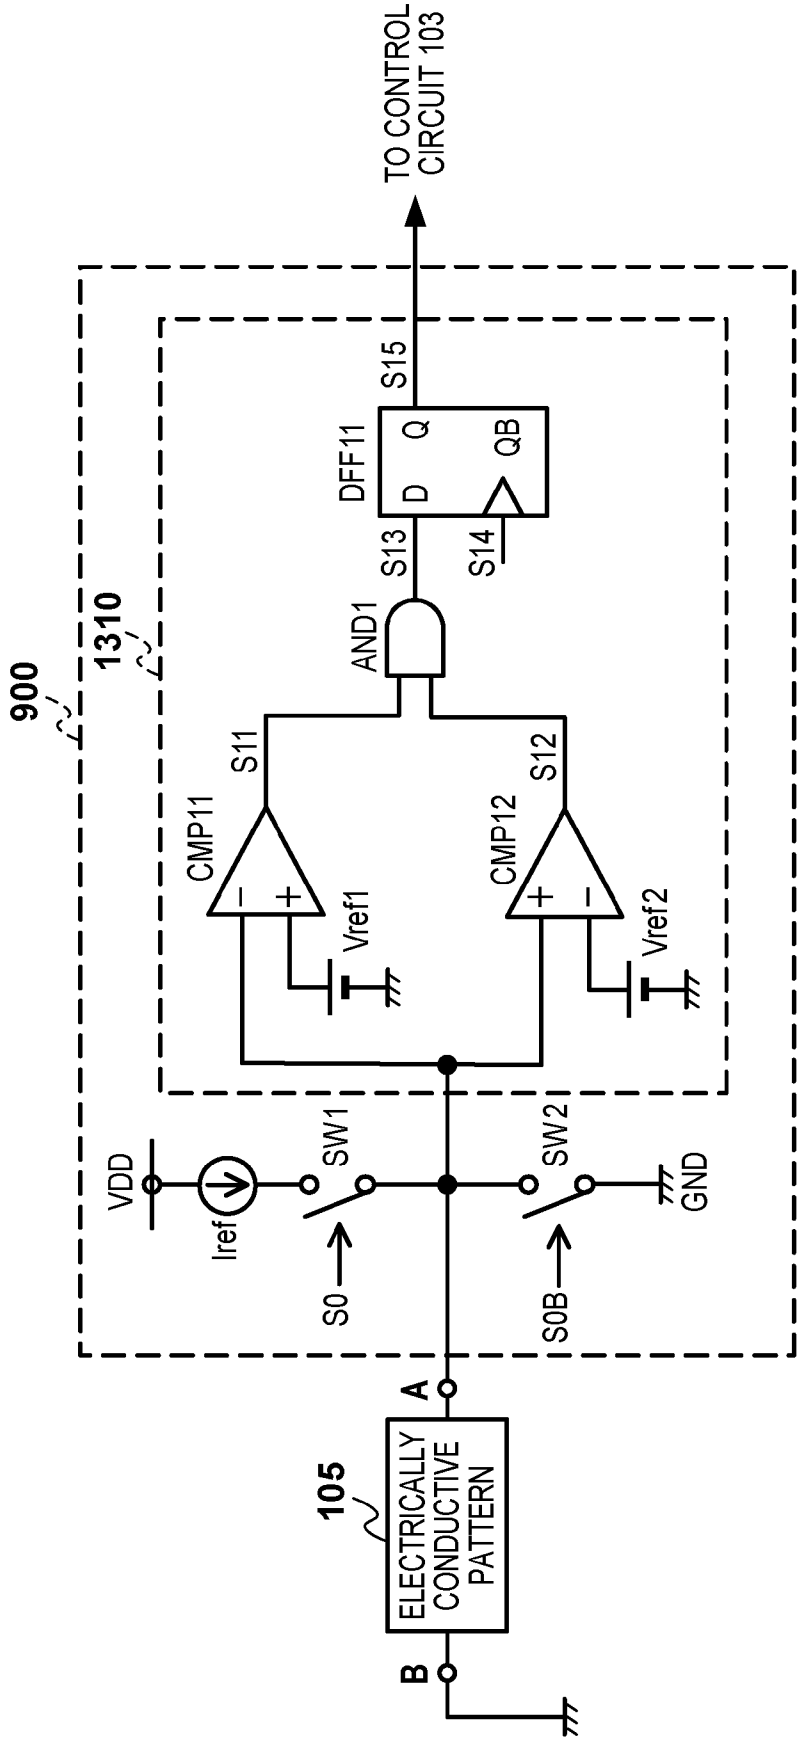 900
1310
TO CONTROL
CIRCUIT 103
VDD
Iref
SW1
S0
SW2
S0B
GND
105
ELECTRICALLY
CONDUCTIVE
PATTERN
A
B
CMP11
−
+
Vref1
S11
CMP12
+
−
Vref2
S12
AND1
S13
DFF11
D
Q
QB
S14
S15